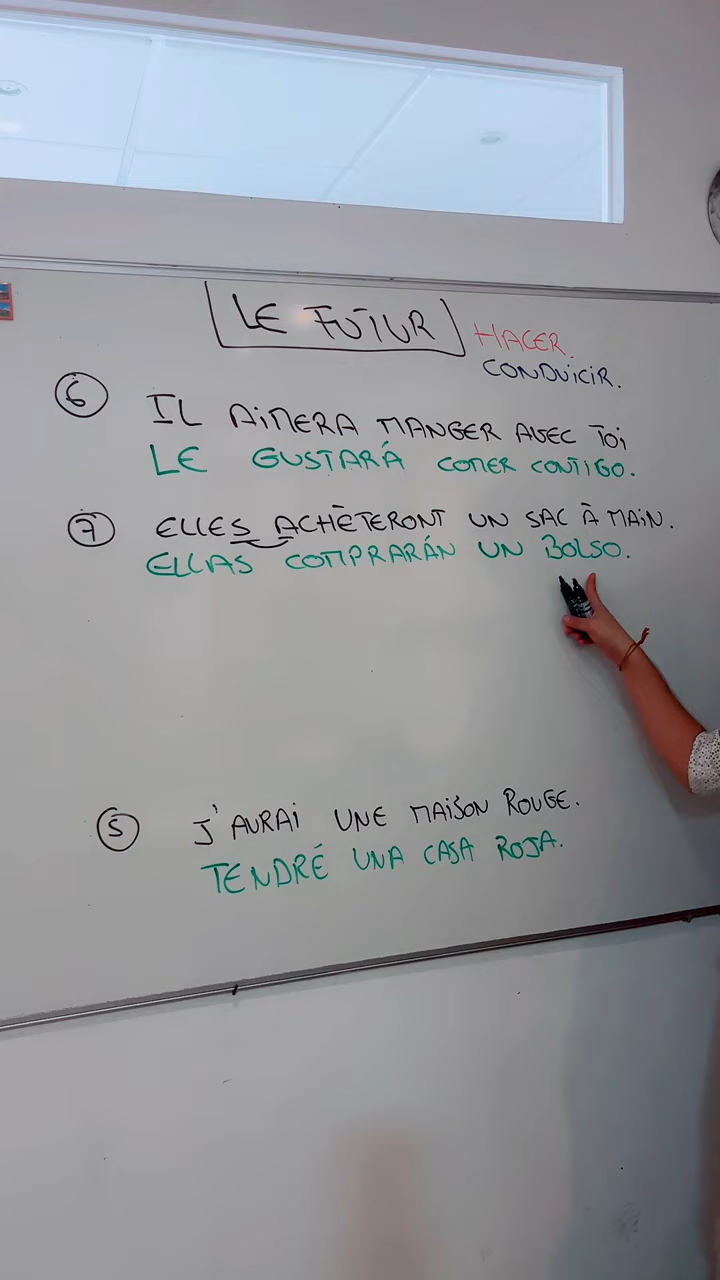 LE FUTUR
HACER.
CONDUICIR.
6 IL AIMERA MANGER AVEC TOI
LE GUSTARÁ COMER CONTIGO.
7 ELLES ACHÈTERONT UN SAC À MAIN.
ELLAS COMPRARÁN UN BOLSO.
5 J'AURAI UNE MAISON ROUGE.
TENDRÉ UNA CASA ROJA.